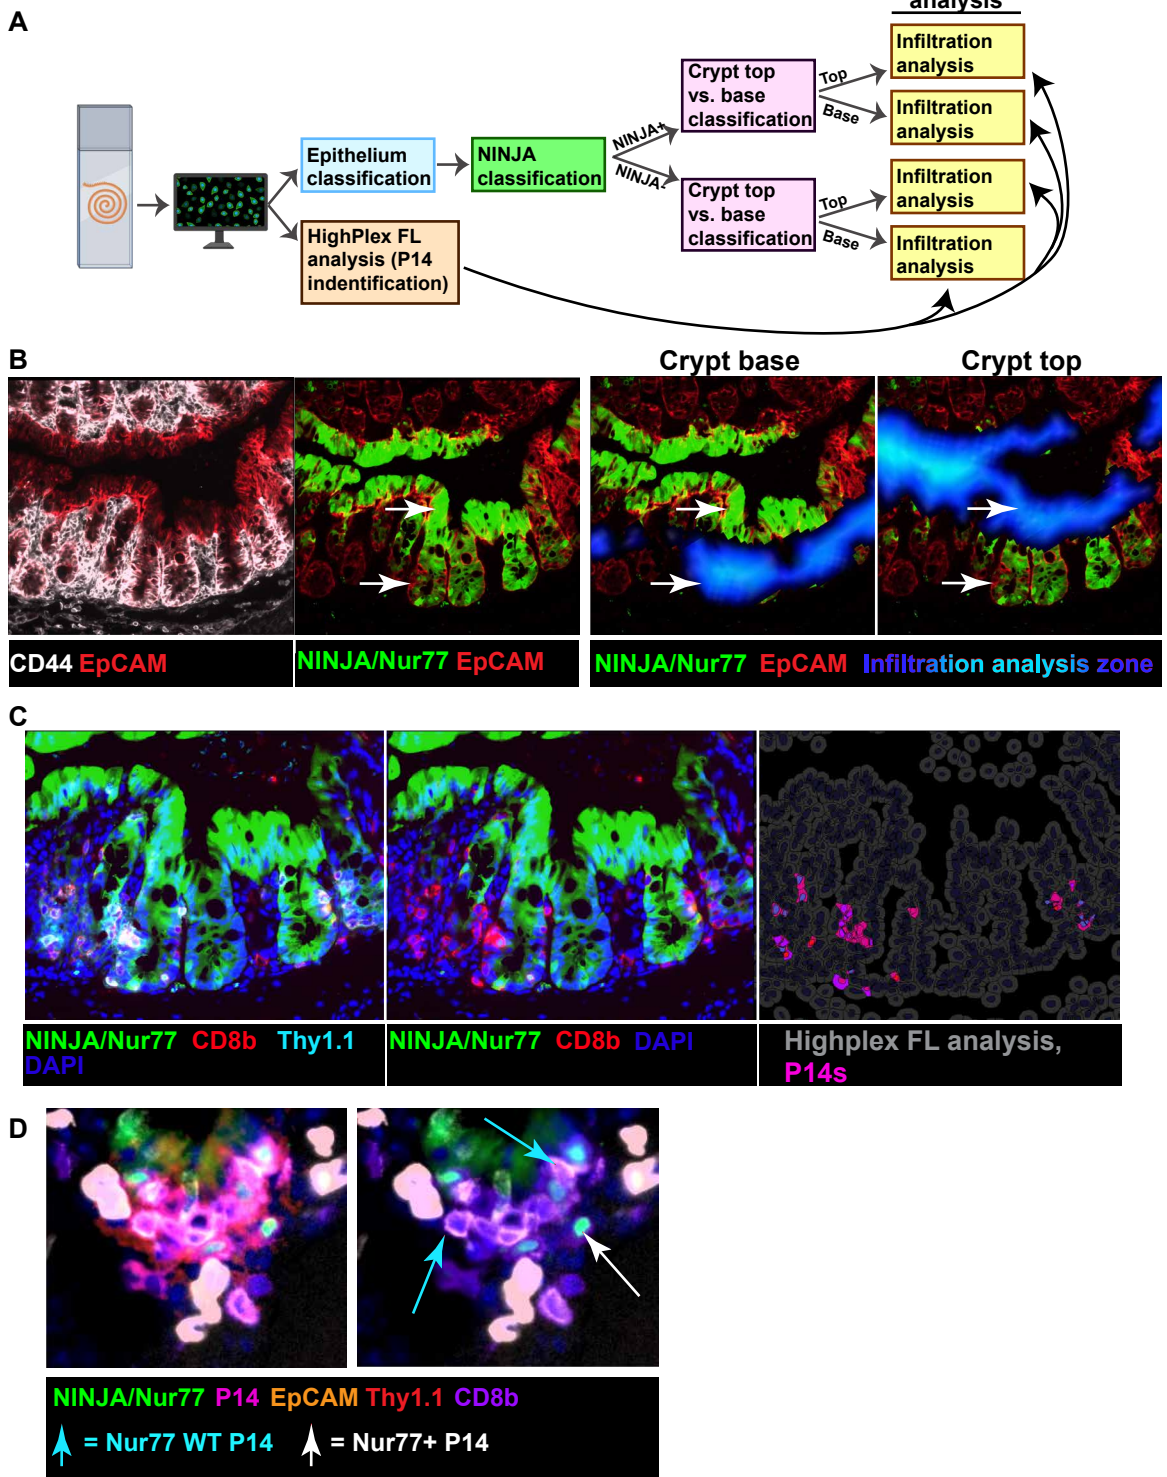 A
analysis
Infiltration
analysis
Infiltration
analysis
Infiltration
analysis
Infiltration
analysis
Crypt top
vs. base
classification
Top
Base
Crypt top
vs. base
classification
Top
Base
NINJA+
NINJA-
Epithelium
classification
NINJA
classification
HighPlex FL
analysis (P14
indentification)
B
Crypt base
Crypt top
CD44 EpCAM
NINJA/Nur77 EpCAM
NINJA/Nur77 EpCAM Infiltration analysis zone
C
NINJA/Nur77 CD8b Thy1.1
DAPI
NINJA/Nur77 CD8b DAPI
Highplex FL analysis,
P14s
D
NINJA/Nur77 P14 EpCAM Thy1.1 CD8b
= Nur77 WT P14 = Nur77+ P14